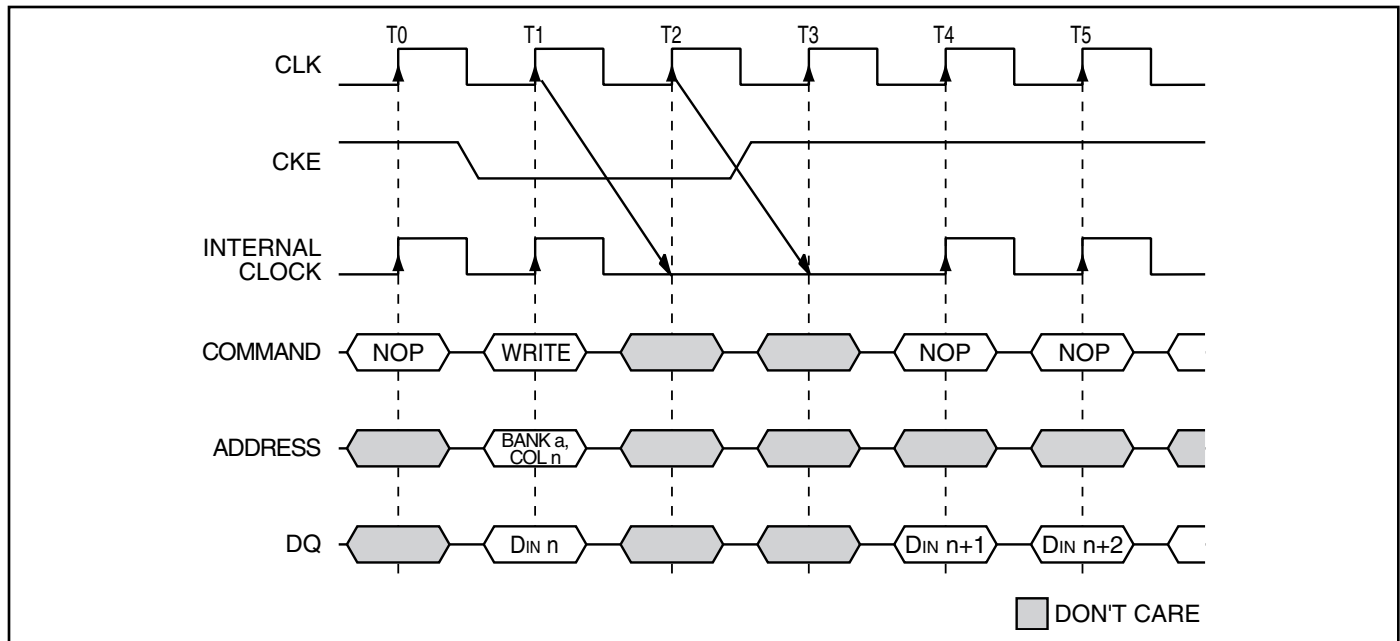 T0 T1 T2 T3 T4 T5
CLK
CKE
INTERNAL
CLOCK
COMMAND NOP WRITE NOP NOP
ADDRESS BANK a,
COL n
DQ DIN n DIN n+1 DIN n+2
DON'T CARE